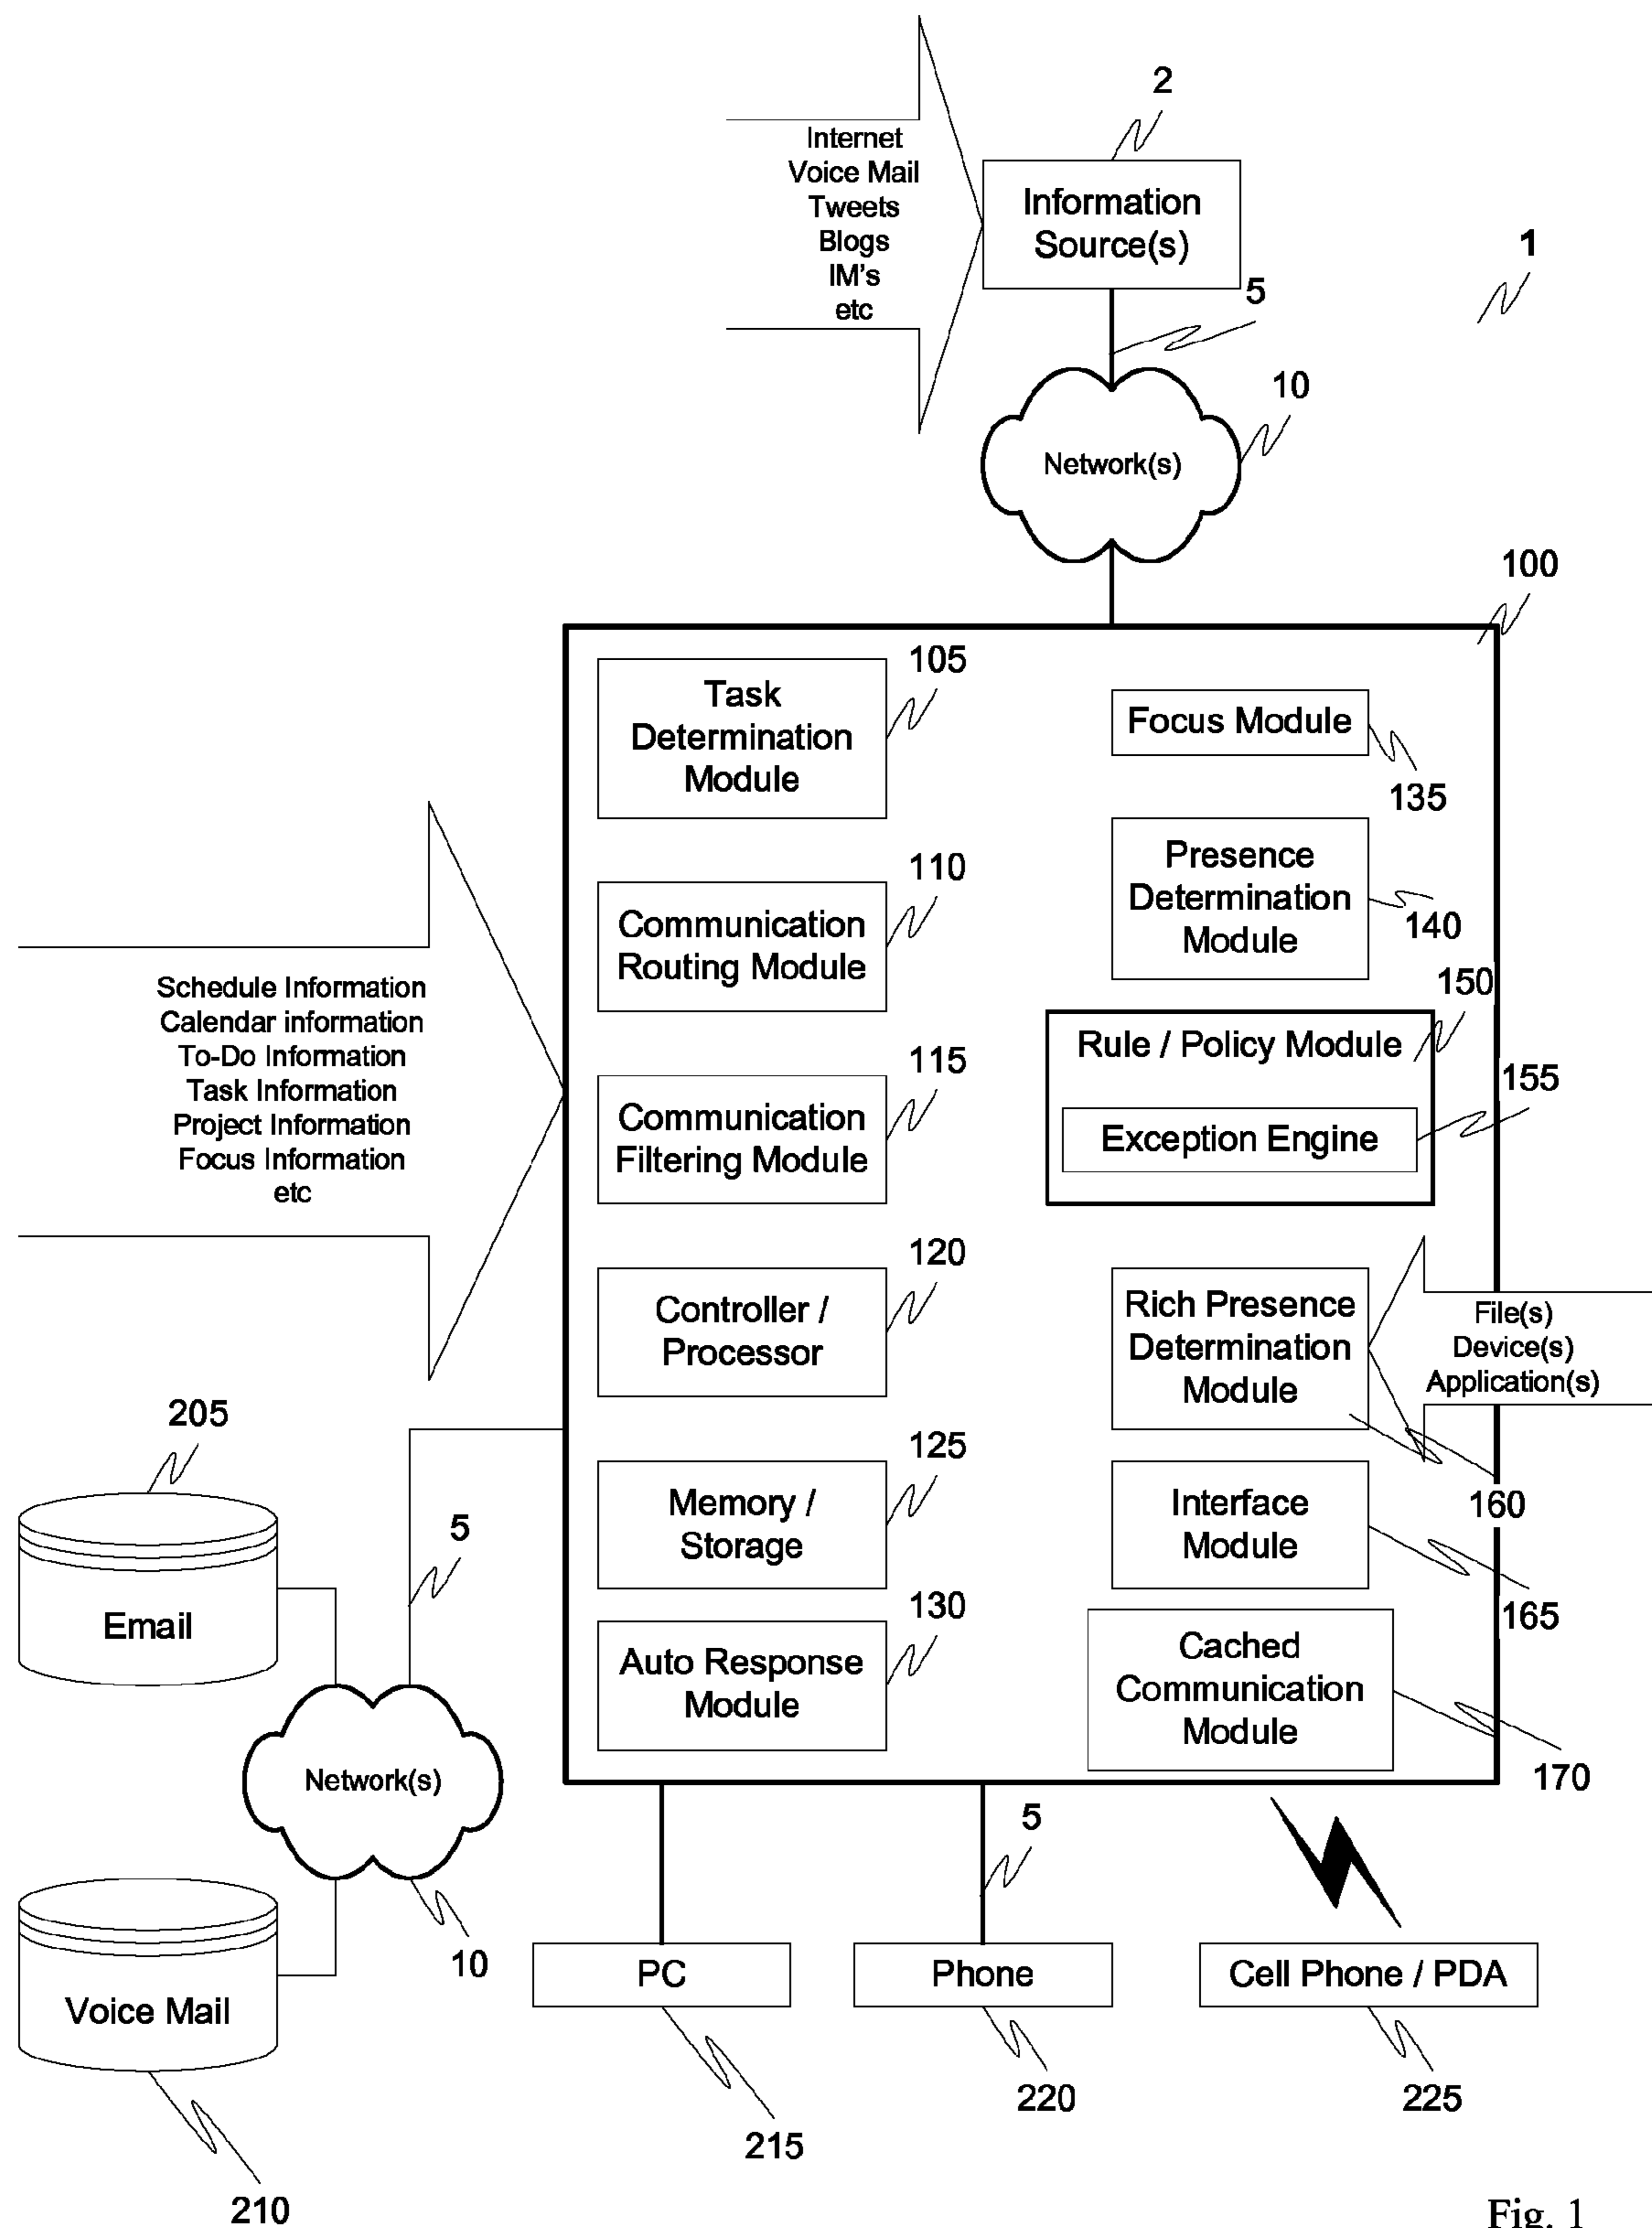 2
Internet
Voice Mail
Tweets
Blogs
IM's
etc
Information
Source(s)
1
5
10
Network(s)
100
105
Task
Determination
Module
Focus Module
135
110
Communication
Routing Module
Presence
Determination
Module
140
150
Rule / Policy Module
155
Exception Engine
115
Communication
Filtering Module
Schedule Information
Calendar information
To-Do Information
Task Information
Project Information
Focus Information
etc
120
Controller /
Processor
Rich Presence
Determination
Module
File(s)
Device(s)
Application(s)
160
205
Email
5
125
Memory /
Storage
Interface
Module
165
130
Auto Response
Module
Cached
Communication
Module
170
Network(s)
10
Voice Mail
210
5
PC
215
Phone
220
Cell Phone / PDA
225
Fig. 1